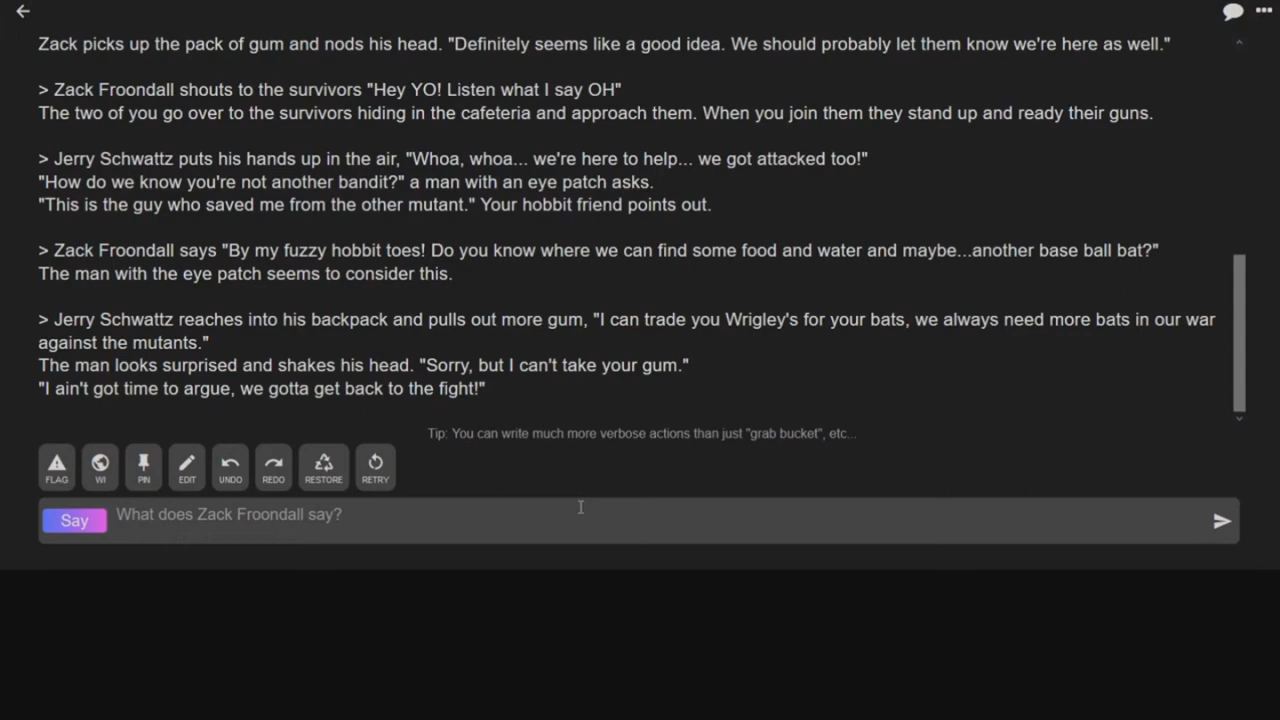 Zack picks up the pack of gum and nods his head. "Definitely seems like a good idea. We should probably let them know we're here as well."
> Zack Froondall shouts to the survivors "Hey YO! Listen what I say OH"
The two of you go over to the survivors hiding in the cafeteria and approach them. When you join them they stand up and ready their guns.
> Jerry Schwattz puts his hands up in the air, "Whoa, whoa... we're here to help... we got attacked too!"
"How do we know you're not another bandit?" a man with an eye patch asks.
"This is the guy who saved me from the other mutant." Your hobbit friend points out.
> Zack Froondall says "By my fuzzy hobbit toes! Do you know where we can find some food and water and maybe...another base ball bat?"
The man with the eye patch seems to consider this.
> Jerry Schwattz reaches into his backpack and pulls out more gum, "I can trade you Wrigley's for your bats, we always need more bats in our war
against the mutants."
The man looks surprised and shakes his head. "Sorry, but I can't take your gum."
"I ain't got time to argue, we gotta get back to the fight!"
Tip: You can write much more verbose actions than just "grab bucket", etc...
FLAG WI PIN EDIT UNDO REDO RESTORE RETRY
Say What does Zack Froondall say?